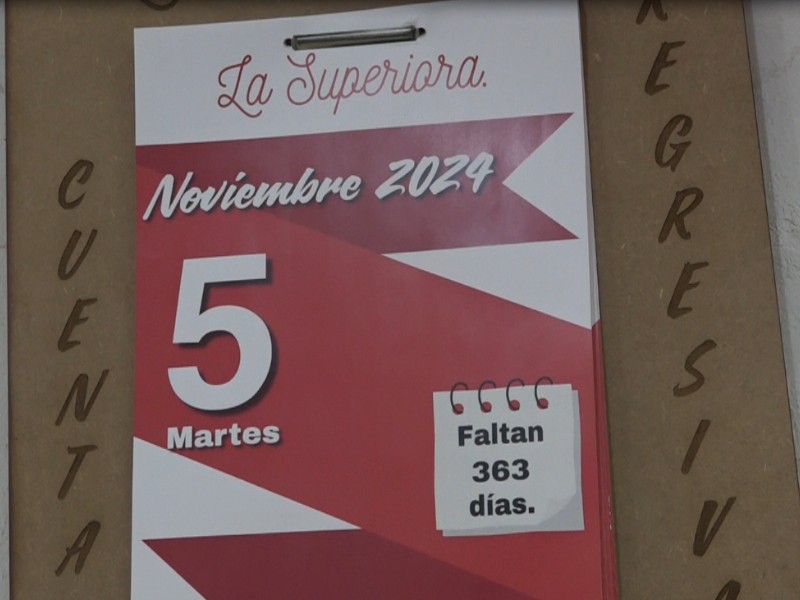 La Superiora.
Noviembre 2024
5
Martes
Faltan
363
días.
CUENTA
REGRESIVA